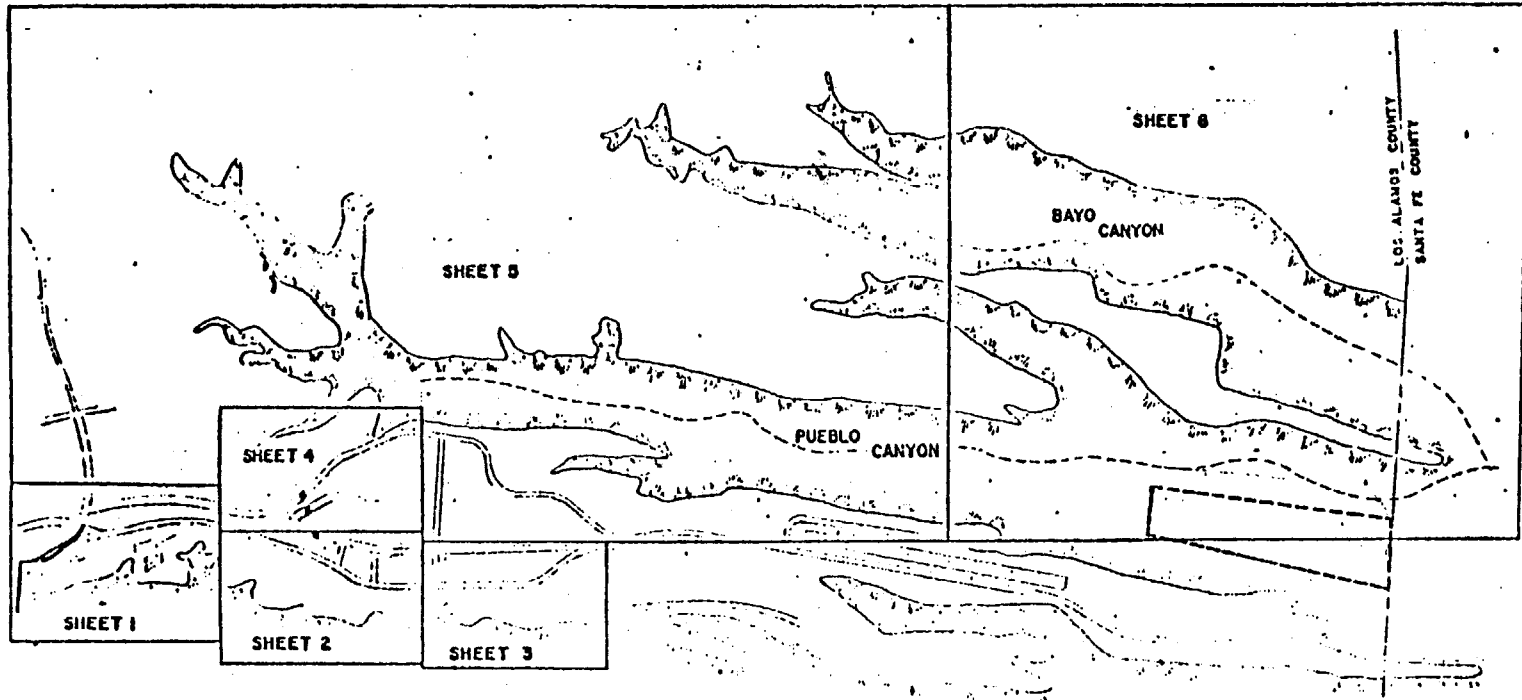 SHEET 6
LOS ALAMOS COUNTY
SANTA FE COUNTY
BAYO
CANYON
SHEET 5
PUEBLO
CANYON
SHEET 4
SHEET 1
SHEET 2
SHEET 3